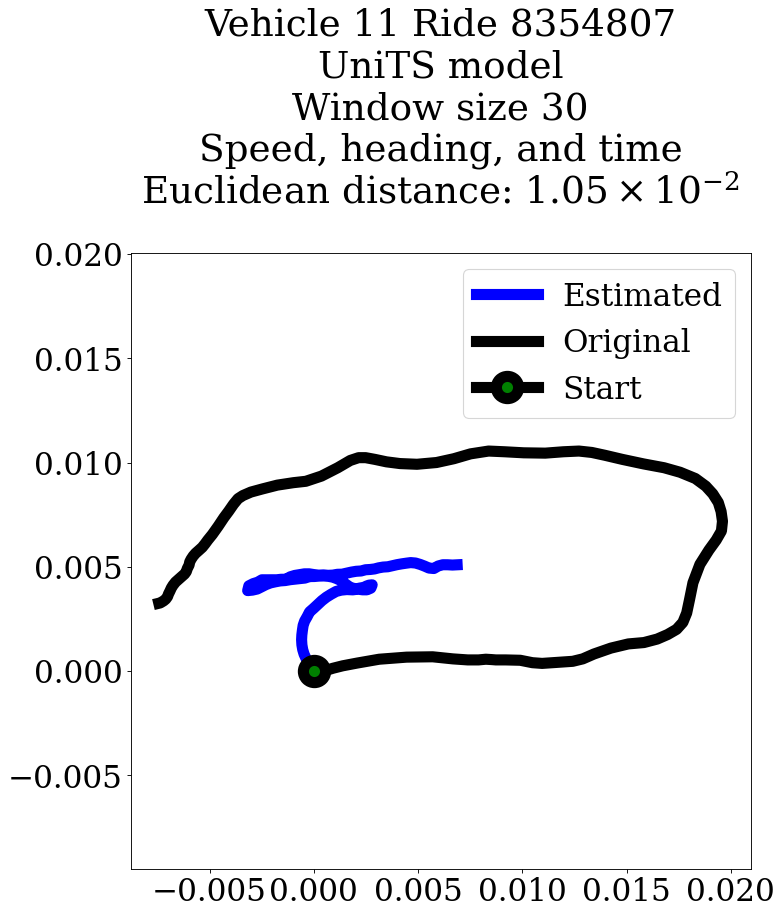 Vehicle 11 Ride 8354807
UniTS model
Window size 30
Speed, heading, and time
Euclidean distance: 1.05 × 10⁻²
0.020
0.015
0.010
0.005
0.000
−0.005
Estimated
Original
Start
−0.005 0.000 0.005 0.010 0.015 0.020